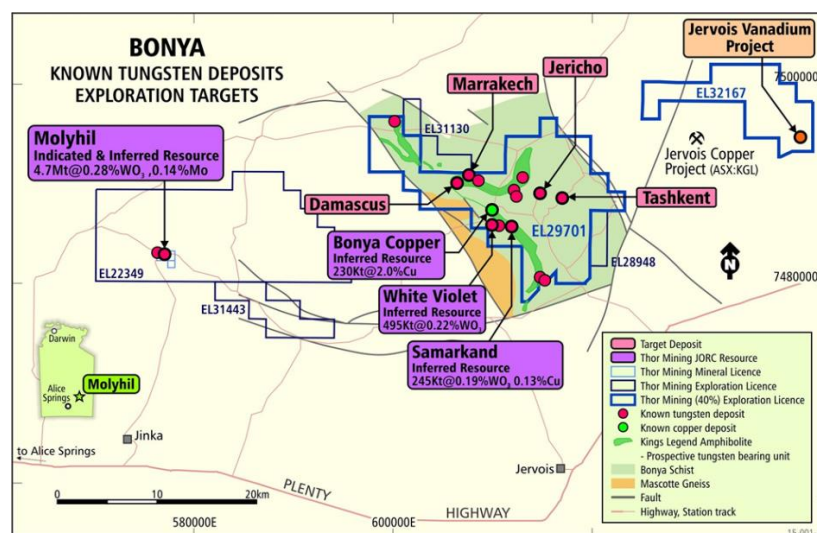 BONYA
KNOWN TUNGSTEN DEPOSITS
EXPLORATION TARGETS
Jervois Vanadium
Project
7500000
EL32167
Jericho
Marrakech
EL31130
Molyhil
Indicated & Inferred Resource
4.7Mt@0.28%WO₃ ,0.14%Mo
Jervois Copper
Project (ASX:KGL)
Damascus
Tashkent
EL29701
Bonya Copper
Inferred Resource
230Kt@2.0%Cu
EL28948
N
EL22349
White Violet
Inferred Resource
495Kt@0.22%WO₃
7480000
EL31443
Samarkand
Inferred Resource
245Kt@0.19%WO₃ 0.13%Cu
Darwin
Alice
Springs
Molyhil
Target Deposit
Thor Mining JORC Resource
Thor Mining Mineral Licence
Thor Mining Exploration Licence
Thor Mining (40%) Exploration Licence
Known tungsten deposit
Known copper deposit
Kings Legend Amphibolite
- Prospective tungsten bearing unit
Bonya Schist
Mascotte Gneiss
Fault
Highway, Station track
Jinka
to Alice Springs
Jervois
PLENTY
HIGHWAY
0
10
20km
580000E
600000E
15-001